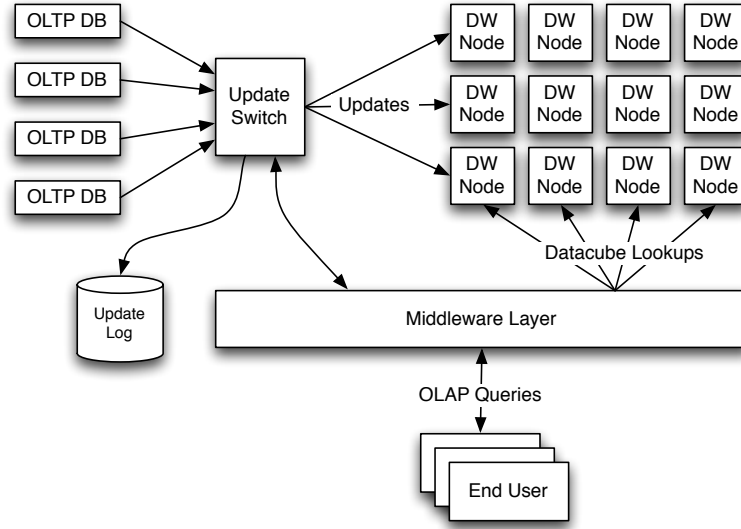 OLTP DB
OLTP DB
OLTP DB
OLTP DB
Update
Switch
Updates
DW
Node
DW
Node
DW
Node
DW
Node
DW
Node
DW
Node
DW
Node
DW
Node
DW
Node
DW
Node
DW
Node
DW
Node
Datacube Lookups
Update
Log
Middleware Layer
OLAP Queries
End User